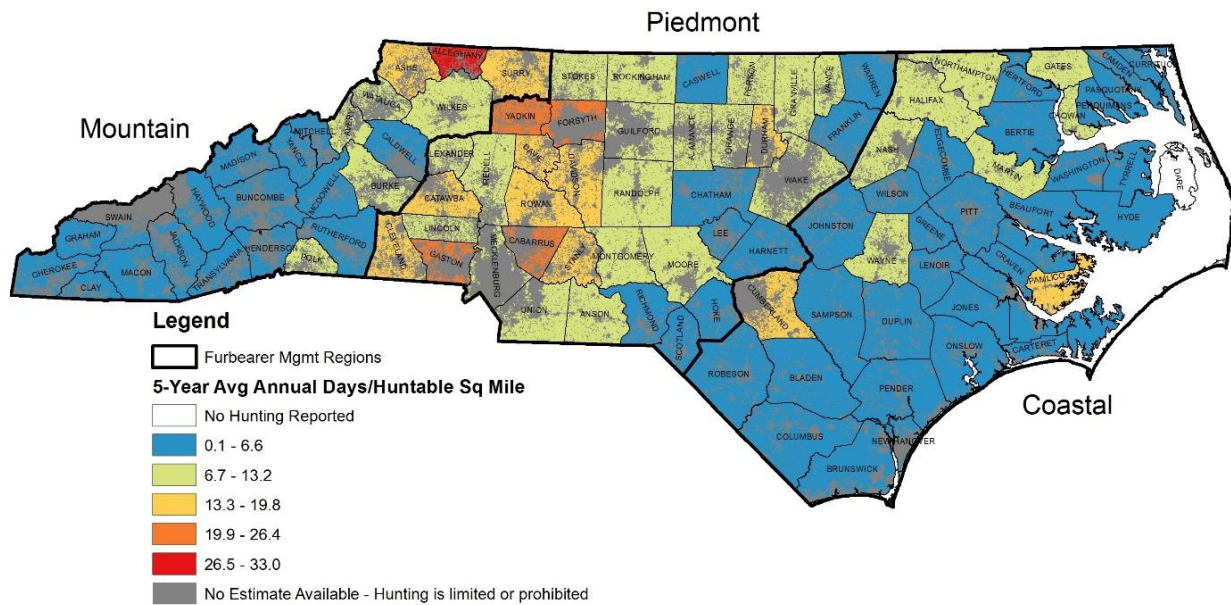 Piedmont
Mountain
Coastal
ALLEGHANY
ASHE
SURRY
STOKES
ROCKINGHAM
CASWELL
PERSON
GRANVILLE
VANCE
WARREN
NORTHAMPTON
HERTFORD
GATES
CAMDEN
CURRITUCK
PASQUOTANK
PERQUIMANS
CHOWAN
HALIFAX
WATAUGA
WILKES
YADKIN
FORSYTH
GUILFORD
ALAMANCE
ORANGE
DURHAM
FRANKLIN
NASH
EDGECOMBE
BERTIE
MITCHELL
AVERY
CALDWELL
ALEXANDER
IREDELL
DAVIE
DAVIDSON
RANDOLPH
CHATHAM
WAKE
WILSON
MARTIN
WASHINGTON
TYRRELL
DARE
MADISON
YANCEY
BURKE
CATAWBA
ROWAN
JOHNSTON
GREENE
PITT
BEAUFORT
HYDE
SWAIN
HAYWOOD
BUNCOMBE
MCDOWELL
RUTHERFORD
CLEVELAND
LINCOLN
GASTON
MECKLENBURG
CABARRUS
STANLY
MONTGOMERY
MOORE
LEE
HARNETT
WAYNE
LENOIR
CRAVEN
PAMLICO
GRAHAM
CHEROKEE
CLAY
MACON
JACKSON
TRANSYLVANIA
HENDERSON
POLK
UNION
ANSON
RICHMOND
SCOTLAND
HOKE
CUMBERLAND
SAMPSON
DUPLIN
JONES
ONSLOW
CARTERET
ROBESON
BLADEN
PENDER
COLUMBUS
NEW HANOVER
BRUNSWICK
Legend
Furbearer Mgmt Regions
5-Year Avg Annual Days/Huntable Sq Mile
No Hunting Reported
0.1 - 6.6
6.7 - 13.2
13.3 - 19.8
19.9 - 26.4
26.5 - 33.0
No Estimate Available - Hunting is limited or prohibited